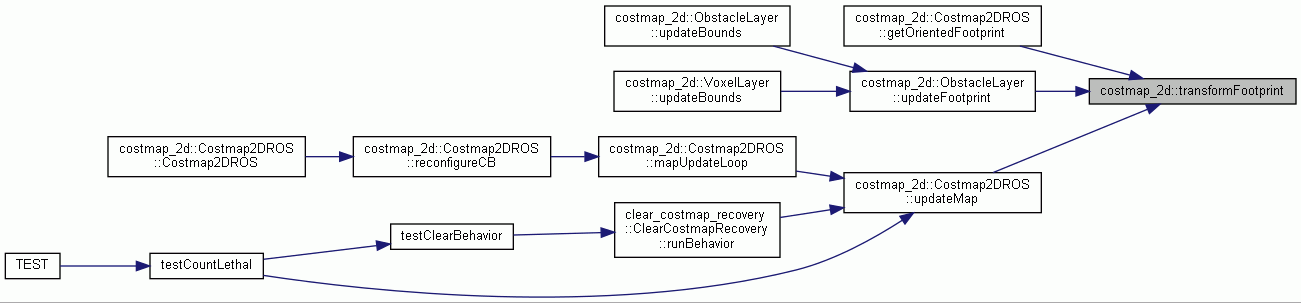 costmap_2d::ObstacleLayer
::updateBounds
costmap_2d::Costmap2DROS
::getOrientedFootprint
costmap_2d::VoxelLayer
::updateBounds
costmap_2d::ObstacleLayer
::updateFootprint
costmap_2d::transformFootprint
costmap_2d::Costmap2DROS
::Costmap2DROS
costmap_2d::Costmap2DROS
::reconfigureCB
costmap_2d::Costmap2DROS
::mapUpdateLoop
costmap_2d::Costmap2DROS
::updateMap
clear_costmap_recovery
::ClearCostmapRecovery
::runBehavior
testClearBehavior
TEST
testCountLethal